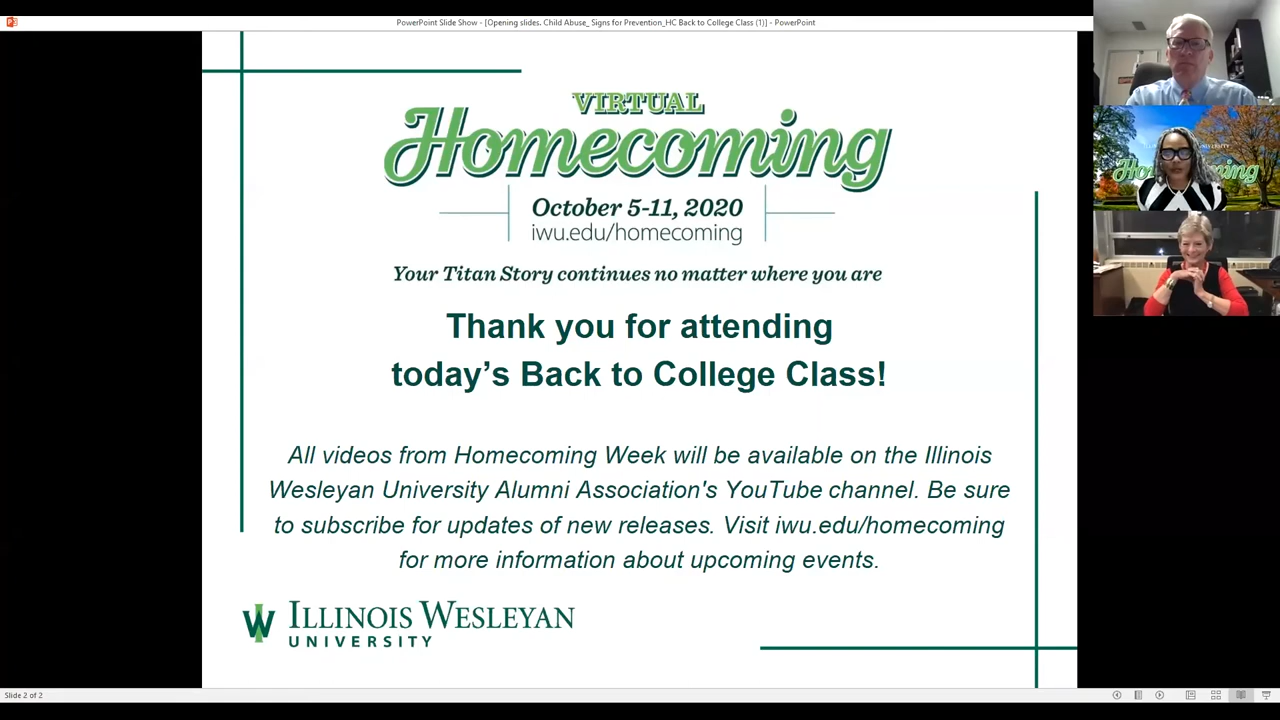 PowerPoint Slide Show - [Opening slides. Child Abuse_ Signs for Prevention_HC Back to College Class (1)] - PowerPoint
VIRTUAL
Homecoming
October 5-11, 2020
iwu.edu/homecoming
Your Titan Story continues no matter where you are
Thank you for attending
today’s Back to College Class!
All videos from Homecoming Week will be available on the Illinois
Wesleyan University Alumni Association's YouTube channel. Be sure
to subscribe for updates of new releases. Visit iwu.edu/homecoming
for more information about upcoming events.
W
ILLINOIS WESLEYAN
UNIVERSITY
Slide 2 of 2